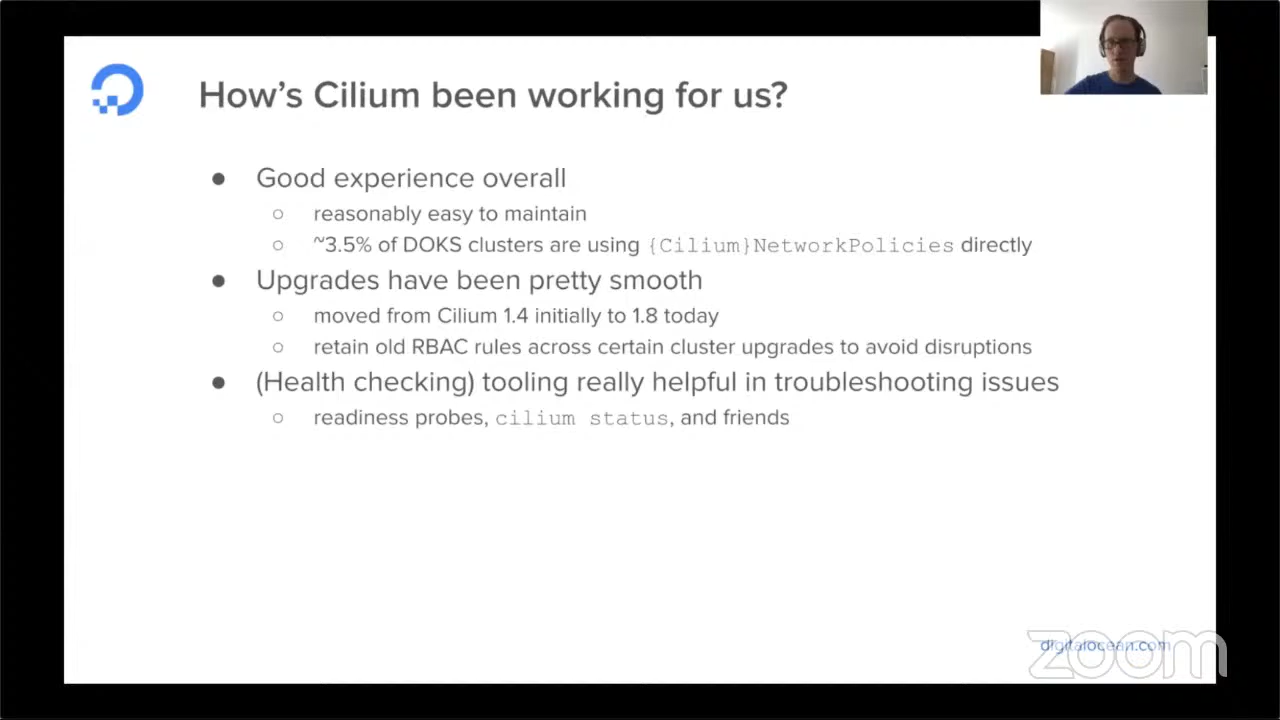 How's Cilium been working for us?
● Good experience overall
○ reasonably easy to maintain
○ ~3.5% of DOKS clusters are using {Cilium}NetworkPolicies directly
● Upgrades have been pretty smooth
○ moved from Cilium 1.4 initially to 1.8 today
○ retain old RBAC rules across certain cluster upgrades to avoid disruptions
● (Health checking) tooling really helpful in troubleshooting issues
○ readiness probes, cilium status, and friends
digitalocean.com
zoom